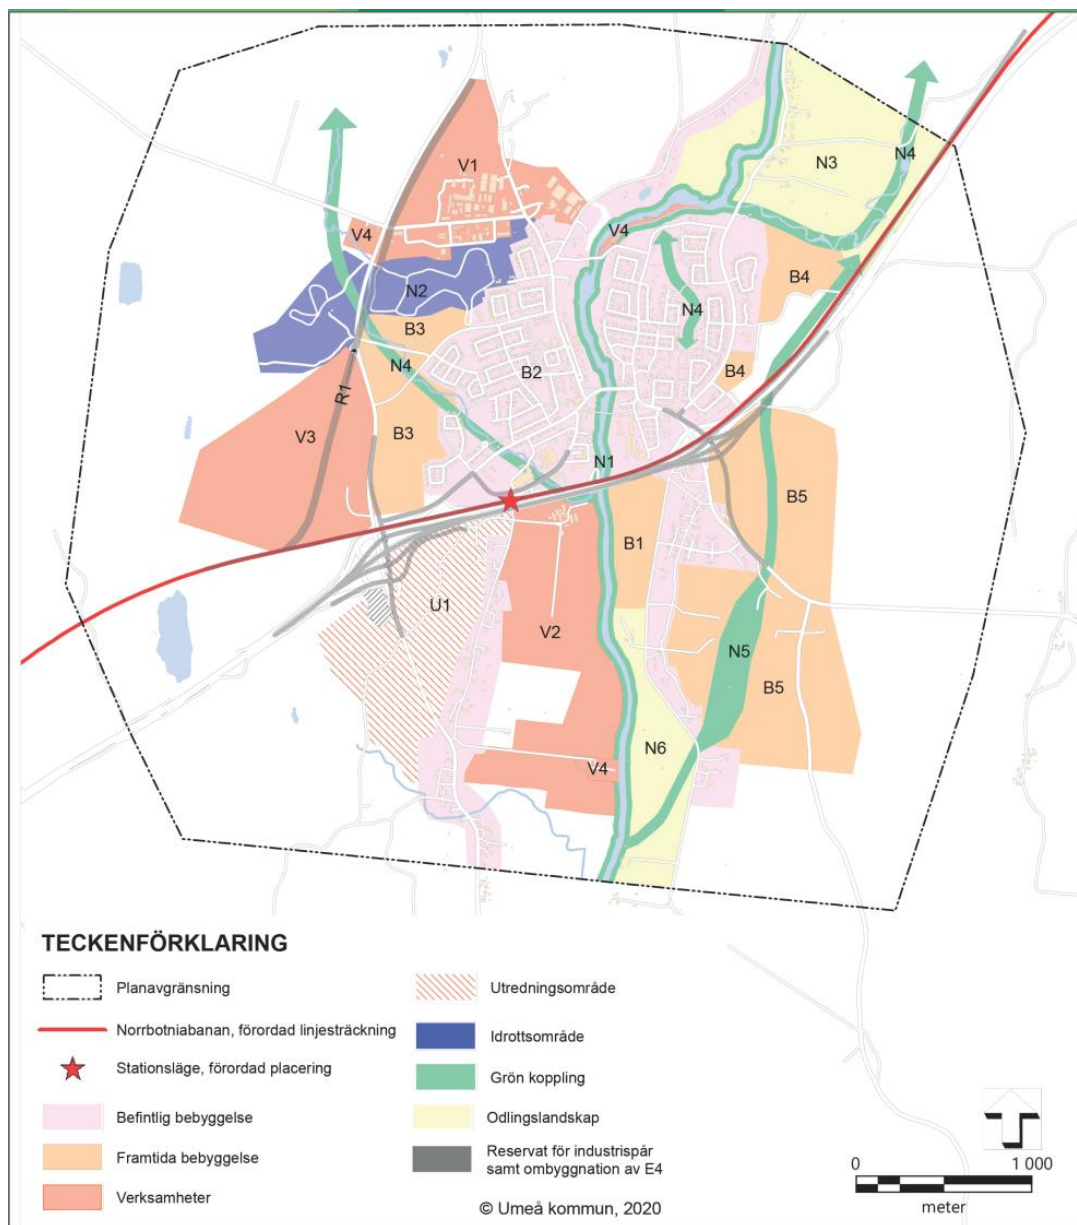 V1
N3
N4
V4
V4
N2
B4
N4
B3
B2
N4
B4
R1
V3
B3
N1
B5
B1
U1
V2
N5
B5
N6
V4
TECKENFÖRKLARING
Planavgränsning
Norrbotniabanan, förordad linjesträckning
Stationsläge, förordad placering
Befintlig bebyggelse
Framtida bebyggelse
Verksamheter
Utredningsområde
Idrottsområde
Grön koppling
Odlingslandskap
Reservat för industrispår
samt ombyggnation av E4
© Umeå kommun, 2020
0 1 000
meter